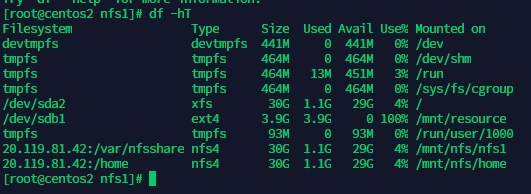 Try 'df --help' for more information.
[root@centos2 nfs1]# df -hT
Filesystem Type Size Used Avail Use% Mounted on
devtmpfs devtmpfs 441M 0 441M 0% /dev
tmpfs tmpfs 464M 0 464M 0% /dev/shm
tmpfs tmpfs 464M 13M 451M 3% /run
tmpfs tmpfs 464M 0 464M 0% /sys/fs/cgroup
/dev/sda2 xfs 30G 1.1G 29G 4% /
/dev/sdb1 ext4 3.9G 3.9G 0 100% /mnt/resource
tmpfs tmpfs 93M 0 93M 0% /run/user/1000
20.119.81.42:/var/nfsshare nfs4 30G 1.1G 29G 4% /mnt/nfs/nfs1
20.119.81.42:/home nfs4 30G 1.1G 29G 4% /mnt/nfs/home
[root@centos2 nfs1]#